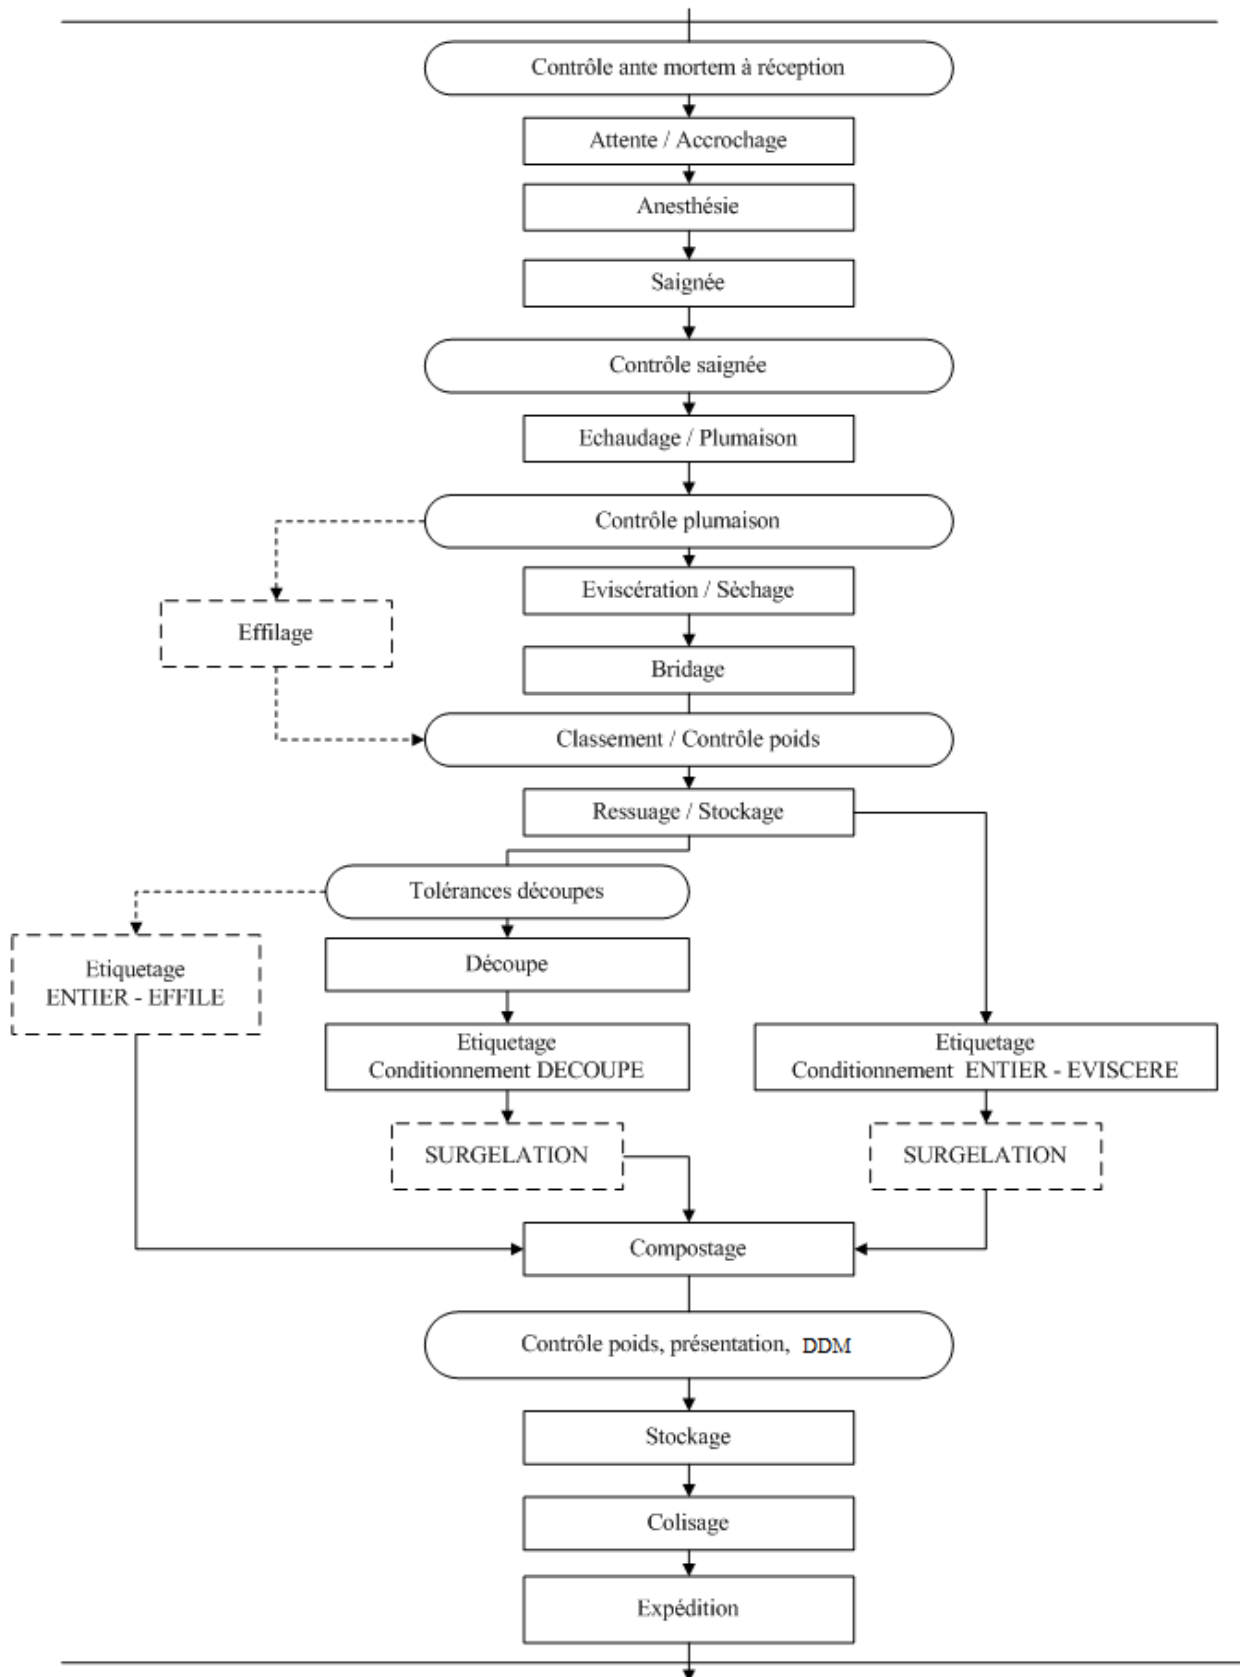 Contrôle ante mortem à réception
Attente / Accrochage
Anesthésie
Saignée
Contrôle saignée
Echaudage / Plumaison
Contrôle plumaison
Eviscération / Sèchage
Effilage
Bridage
Classement / Contrôle poids
Ressuage / Stockage
Tolérances découpes
Etiquetage
ENTIER - EFFILE
Découpe
Etiquetage
Conditionnement DECOUPE
Etiquetage
Conditionnement ENTIER - EVISCERE
SURGELATION
SURGELATION
Compostage
Contrôle poids, présentation, DDM
Stockage
Colisage
Expédition